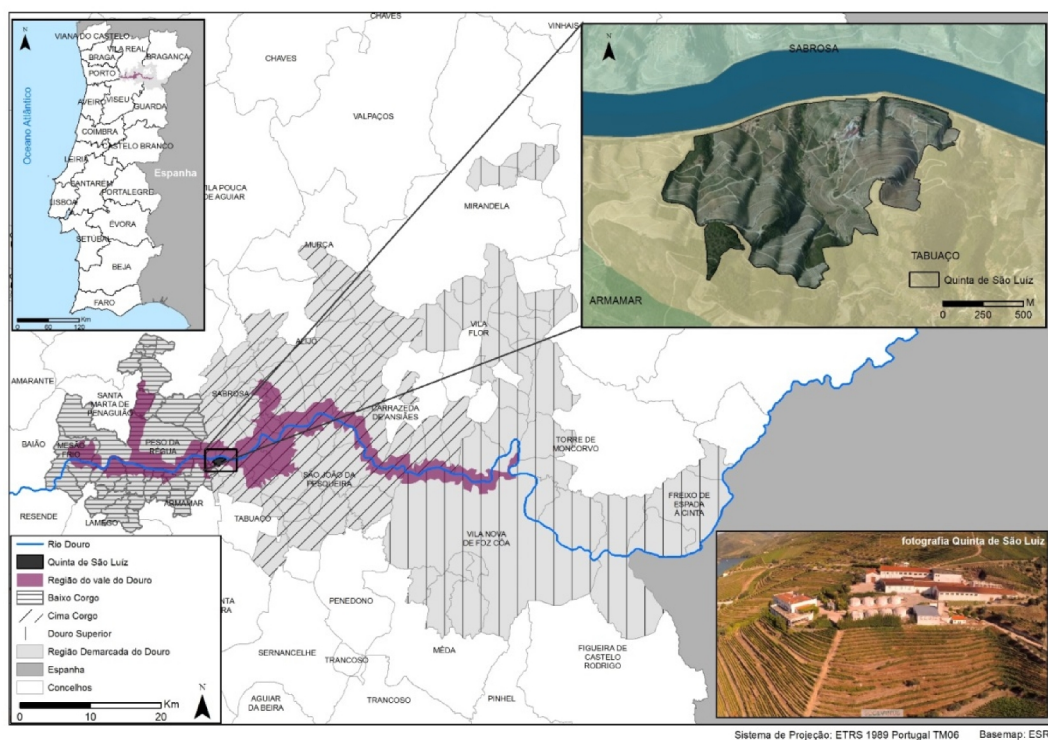 N
VIANA DO CASTELO
VILA REAL
BRAGA
BRAGANÇA
PORTO
AVEIRO
VISEU
GUARDA
COIMBRA
CASTELO BRANCO
LEIRIA
Espanha
SANTARÉM
PORTALEGRE
LISBOA
ÉVORA
SETÚBAL
BEJA
FARO
Oceano Atlântico
Km
0 60 120
CHAVES
VINHAIS
CHAVES
VALPAÇOS
VILA POUCA
DE AGUIAR
MIRANDELA
MURÇA
N
SABROSA
TABUAÇO
Quinta de São Luíz
ARMAMAR
M
0 250 500
VILA
FLOR
ALIJÓ
AMARANTE
SANTA
MARTA DE
PENAGUIÃO
SABROSA
CARRAZEDA
DE ANSIÃES
BAIÃO
MESÃO
FRIO
PESO DA
RÉGUA
TORRE DE
MONCORVO
SÃO JOÃO DA
PESQUEIRA
FREIXO DE
ESPADA
À CINTA
RESENDE
LAMEGO
ARMAMAR
TABUAÇO
VILA NOVA
DE FOZ CÔA
PENEDONO
SERNANCELHE
TRANCOSO
MÊDA
FIGUEIRA DE
CASTELO
RODRIGO
AGUIAR
DA BEIRA
TRANCOSO
PINHEL
Rio Douro
Quinta de São Luíz
Região do vale do Douro
Baixo Corgo
Cima Corgo
Douro Superior
Região Demarcada do Douro
Espanha
Concelhos
N
0 10 20
Km
fotografia Quinta de São Luíz
Sistema de Projeção: ETRS 1989 Portugal TM06 Basemap: ESR